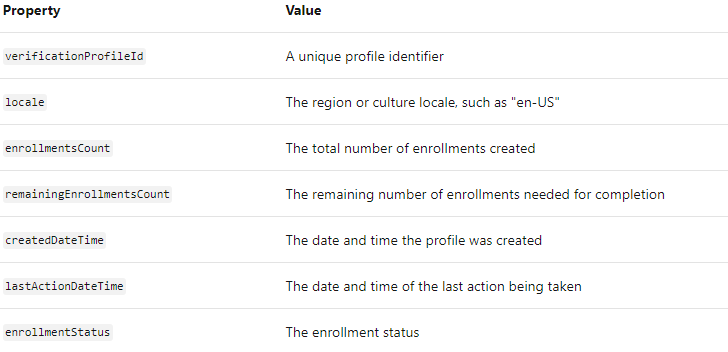 Property Value
verificationProfileId A unique profile identifier
locale The region or culture locale, such as "en-US"
enrollmentsCount The total number of enrollments created
remainingEnrollmentsCount The remaining number of enrollments needed for completion
createdDateTime The date and time the profile was created
lastActionDateTime The date and time of the last action being taken
enrollmentStatus The enrollment status